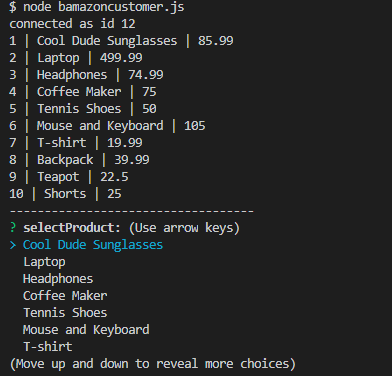 $ node bamazoncustomer.js
connected as id 12
1 | Cool Dude Sunglasses | 85.99
2 | Laptop | 499.99
3 | Headphones | 74.99
4 | Coffee Maker | 75
5 | Tennis Shoes | 50
6 | Mouse and Keyboard | 105
7 | T-shirt | 19.99
8 | Backpack | 39.99
9 | Teapot | 22.5
10 | Shorts | 25
-----------------------------------
? selectProduct: (Use arrow keys)
> Cool Dude Sunglasses
Laptop
Headphones
Coffee Maker
Tennis Shoes
Mouse and Keyboard
T-shirt
(Move up and down to reveal more choices)